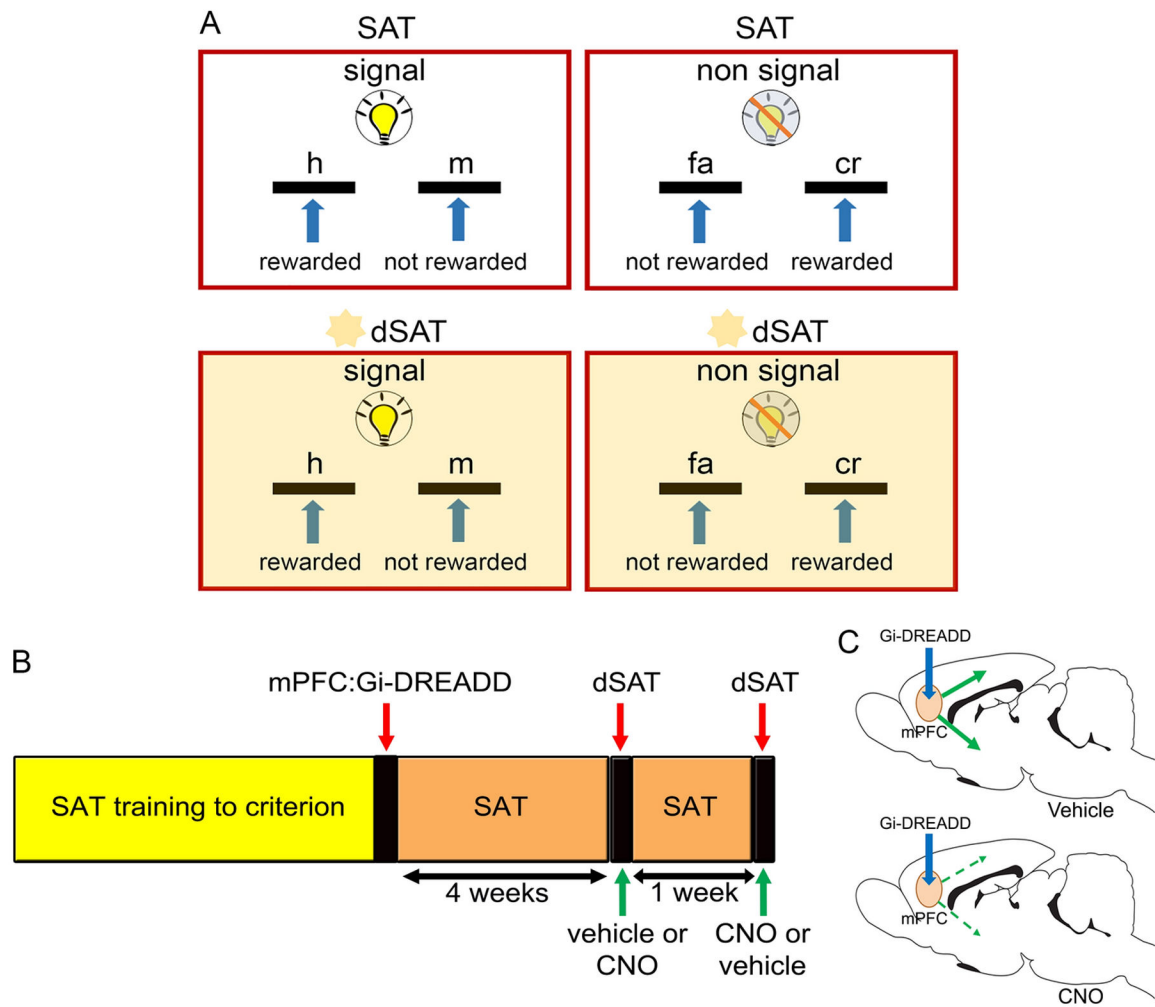 A
SAT
signal
h
m
rewarded
not rewarded
SAT
non signal
fa
cr
not rewarded
rewarded
dSAT
signal
h
m
rewarded
not rewarded
dSAT
non signal
fa
cr
not rewarded
rewarded
B
mPFC:Gi-DREADD
dSAT
dSAT
SAT training to criterion
SAT
SAT
4 weeks
1 week
vehicle or
CNO
CNO or
vehicle
C
Gi-DREADD
mPFC
Vehicle
Gi-DREADD
mPFC
CNO